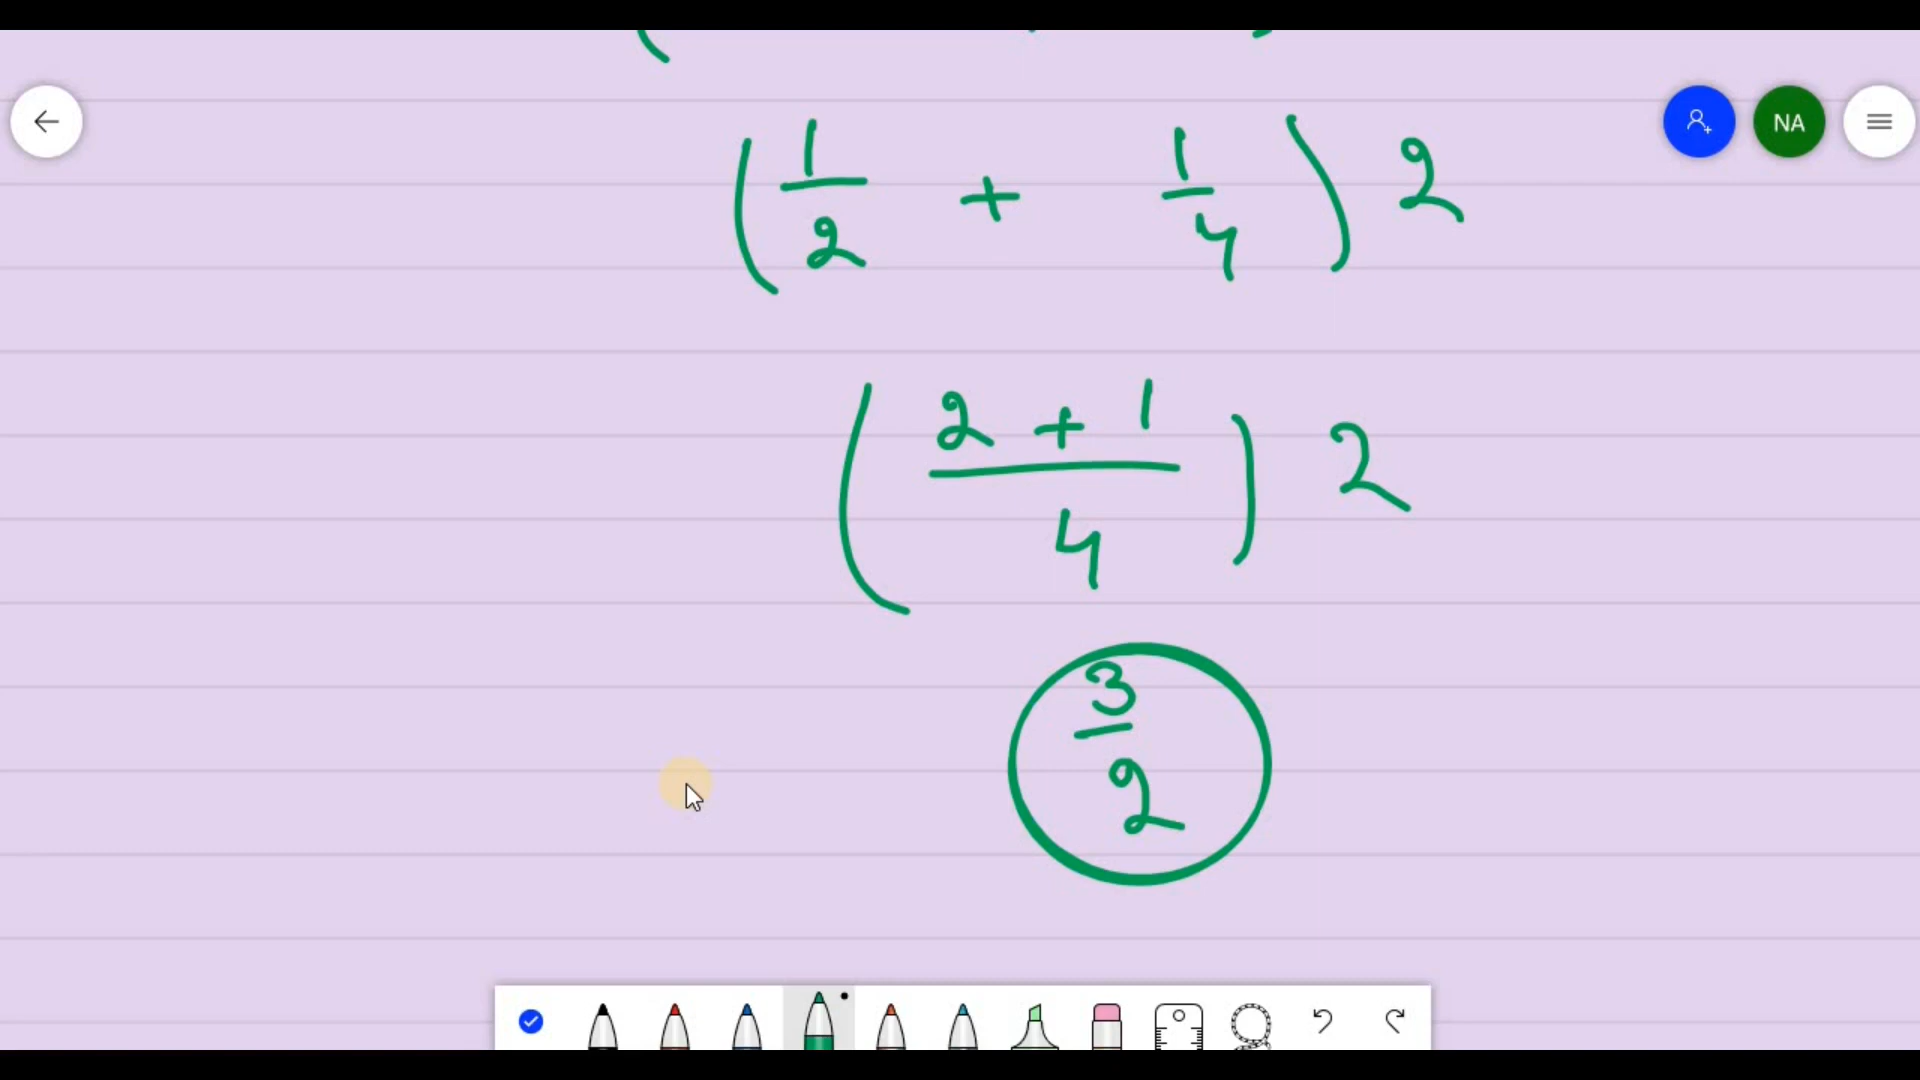 NA
(1/2 + 1/4) 2
((2 + 1)/4) 2
3/2